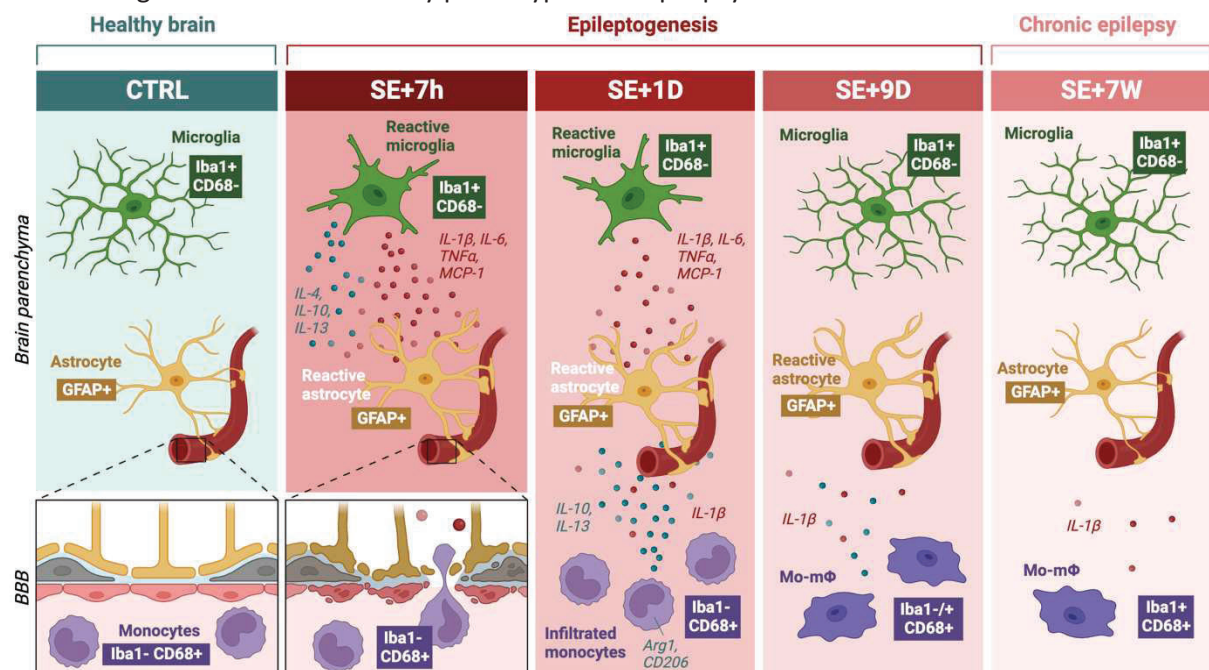 Healthy brain
Epileptogenesis
Chronic epilepsy
CTRL
SE+7h
SE+1D
SE+9D
SE+7W
Brain parenchyma
Microglia
Iba1+
CD68-
Astrocyte
GFAP+
Reactive
microglia
Iba1+
CD68-
IL-1β, IL-6,
TNFα,
MCP-1
IL-4,
IL-10,
IL-13
Reactive
astrocyte
GFAP+
Reactive
microglia
Iba1+
CD68-
IL-1β, IL-6,
TNFα,
MCP-1
Reactive
astrocyte
GFAP+
IL-10,
IL-13
IL-1β
Iba1-
CD68+
Infiltrated
monocytes
Arg1,
CD206
Microglia
Iba1+
CD68-
Reactive
astrocyte
GFAP+
IL-1β
Mo-mΦ
Iba1-/+
CD68+
Microglia
Iba1+
CD68-
Astrocyte
GFAP+
IL-1β
Mo-mΦ
Iba1+
CD68+
BBB
Monocytes
Iba1- CD68+
Iba1-
CD68+